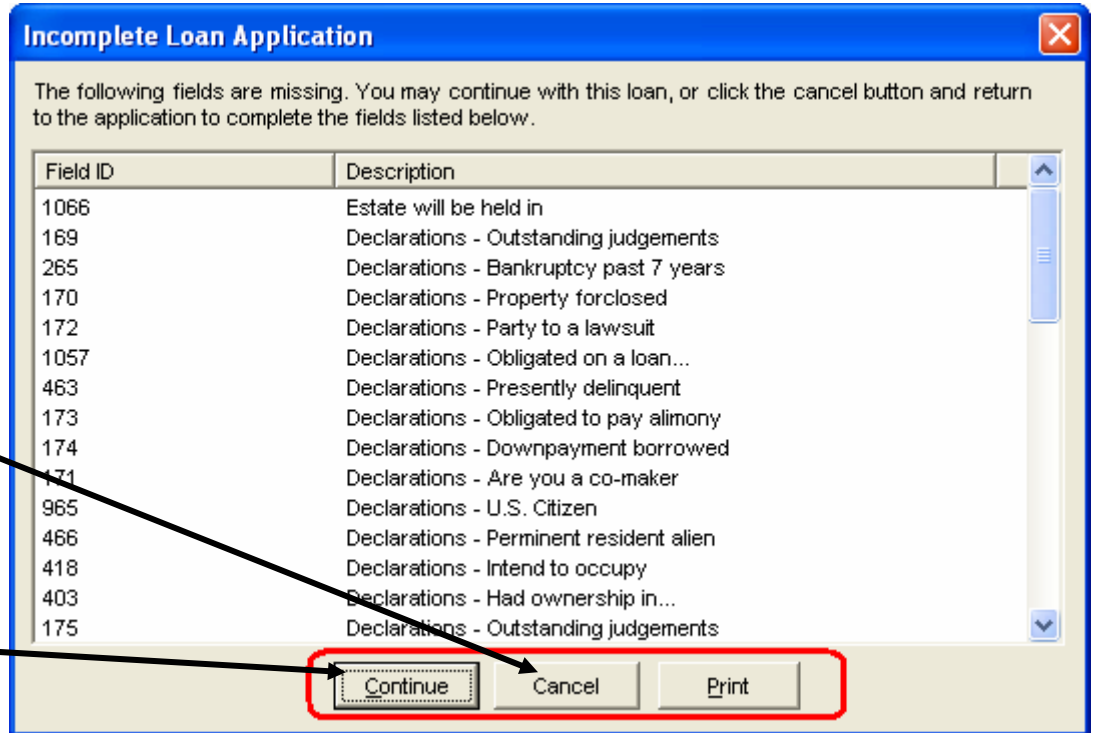 Incomplete Loan Application
The following fields are missing. You may continue with this loan, or click the cancel button and return
to the application to complete the fields listed below.
Field ID Description
1066 Estate will be held in
169 Declarations - Outstanding judgements
265 Declarations - Bankruptcy past 7 years
170 Declarations - Property forclosed
172 Declarations - Party to a lawsuit
1057 Declarations - Obligated on a loan...
463 Declarations - Presently delinquent
173 Declarations - Obligated to pay alimony
174 Declarations - Downpayment borrowed
171 Declarations - Are you a co-maker
965 Declarations - U.S. Citizen
466 Declarations - Perminent resident alien
418 Declarations - Intend to occupy
403 Declarations - Had ownership in...
175 Declarations - Outstanding judgements
Continue Cancel Print